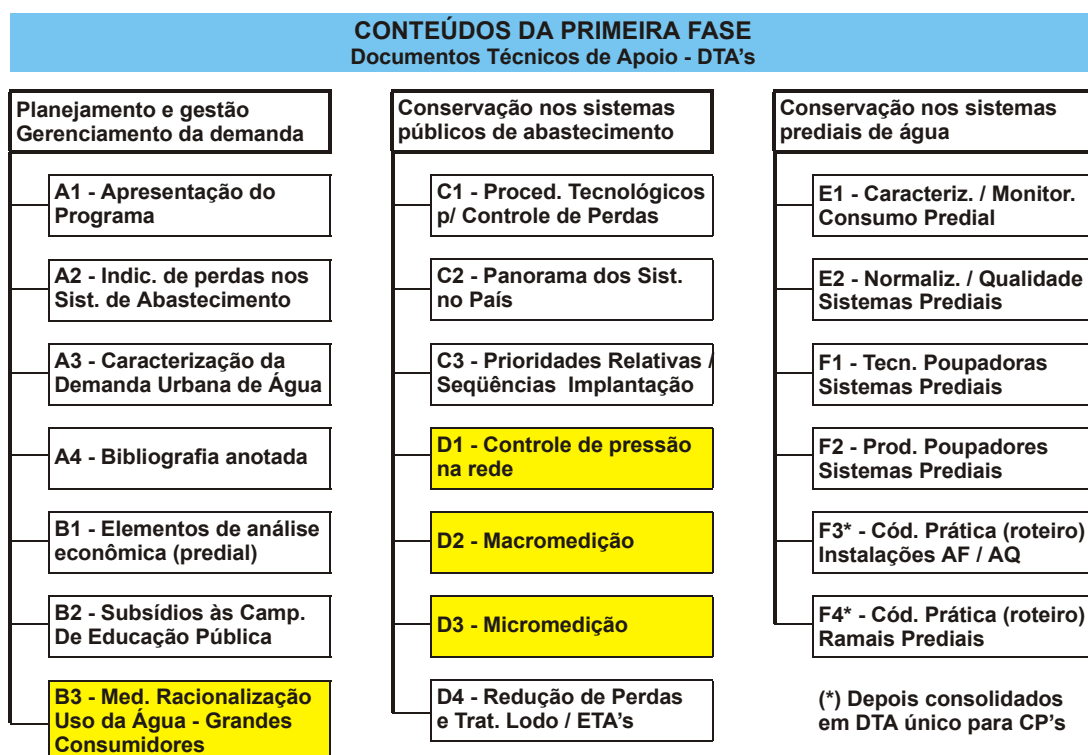 CONTEÚDOS DA PRIMEIRA FASE
Documentos Técnicos de Apoio - DTA's
Planejamento e gestão
Gerenciamento da demanda
A1 - Apresentação do
Programa
A2 - Indic. de perdas nos
Sist. de Abastecimento
A3 - Caracterização da
Demanda Urbana de Água
A4 - Bibliografia anotada
B1 - Elementos de análise
econômica (predial)
B2 - Subsídios às Camp.
De Educação Pública
B3 - Med. Racionalização
Uso da Água - Grandes
Consumidores
Conservação nos sistemas
públicos de abastecimento
C1 - Proced. Tecnológicos
p/ Controle de Perdas
C2 - Panorama dos Sist.
no País
C3 - Prioridades Relativas /
Seqüências Implantação
D1 - Controle de pressão
na rede
D2 - Macromedição
D3 - Micromedição
D4 - Redução de Perdas
e Trat. Lodo / ETA's
Conservação nos sistemas
prediais de água
E1 - Caracteriz. / Monitor.
Consumo Predial
E2 - Normaliz. / Qualidade
Sistemas Prediais
F1 - Tecn. Poupadoras
Sistemas Prediais
F2 - Prod. Poupadores
Sistemas Prediais
F3* - Cód. Prática (roteiro)
Instalações AF / AQ
F4* - Cód. Prática (roteiro)
Ramais Prediais
(*) Depois consolidados
em DTA único para CP's